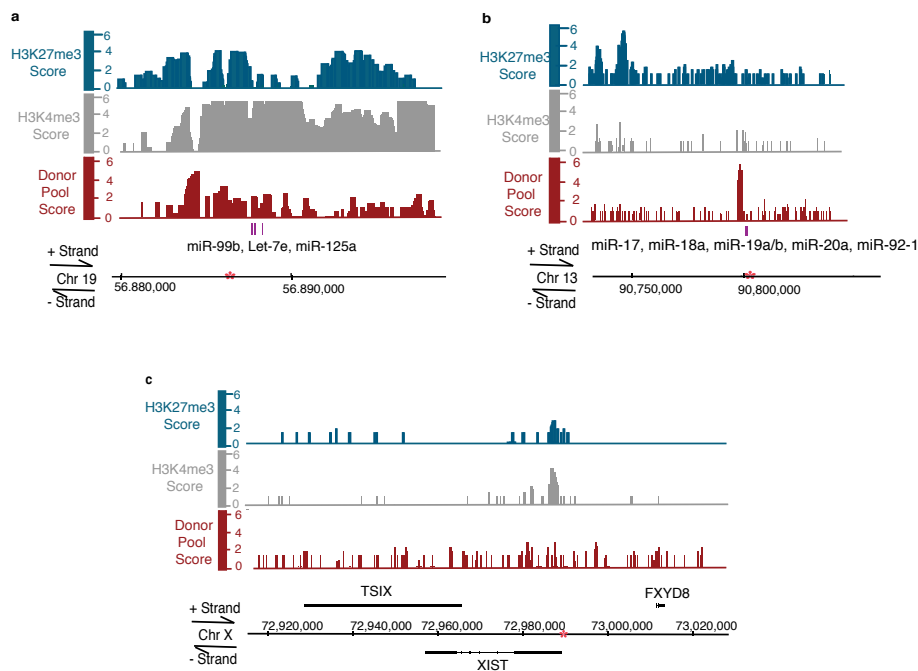 a
H3K27me3
Score
6
4
2
0
H3K4me3
Score
6
4
2
0
Donor
Pool
Score
6
4
2
0
miR-99b, Let-7e, miR-125a
+ Strand
Chr 19
- Strand
56.880,000
*
56.890,000
b
H3K27me3
Score
6
4
2
0
H3K4me3
Score
6
4
2
0
Donor
Pool
Score
6
4
2
0
miR-17, miR-18a, miR-19a/b, miR-20a, miR-92-1
+ Strand
Chr 13
- Strand
90,750,000
*
90,800,000
c
H3K27me3
Score
6
4
2
0
H3K4me3
Score
6
4
2
0
Donor
Pool
Score
6
4
2
0
TSIX
FXYD8
+ Strand
Chr X
- Strand
72,920,000 72,940,000 72,960,000 72,980,000 73,000,000 73,020,000
*
XIST